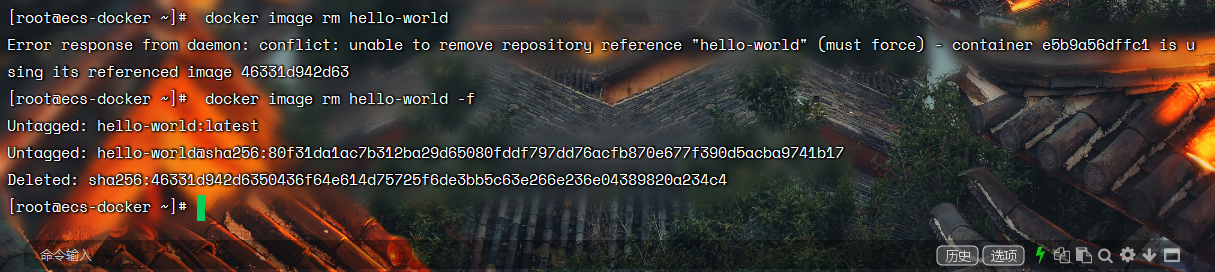 [root@ecs-docker ~]#  docker image rm hello-world
Error response from daemon: conflict: unable to remove repository reference "hello-world" (must force) - container e5b9a56dffc1 is u
sing its referenced image 46331d942d63
[root@ecs-docker ~]#  docker image rm hello-world -f
Untagged: hello-world:latest
Untagged: hello-world@sha256:80f31da1ac7b312ba29d65080fddf797dd76acfb870e677f390d5acba9741b17
Deleted: sha256:46331d942d6350436f64e614d75725f6de3bb5c63e266e236e04389820a234c4
[root@ecs-docker ~]#
命令输入 历史 选项